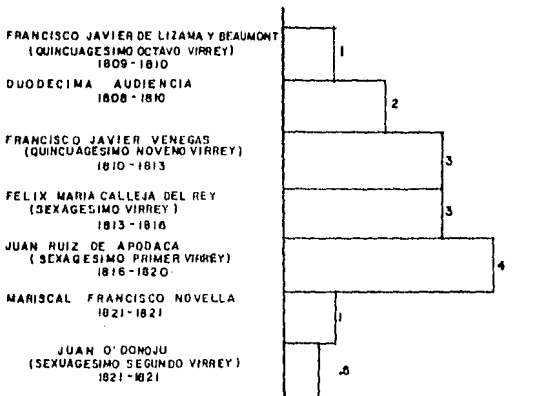 FRANCISCO JAVIER DE LIZAMA Y BEAUMONT
(QUINCUAGESIMO OCTAVO VIRREY)
1809-1810
1
DUODECIMA AUDIENCIA
1808-1810
2
FRANCISCO JAVIER VENEGAS
(QUINCUAGESIMO NOVENO VIRREY)
1810-1813
3
FELIX MARIA CALLEJA DEL REY
(SEXAGESIMO VIRREY)
1813-1816
3
JUAN RUIZ DE APODACA
(SEXAGESIMO PRIMER VIRREY)
1816-1820
4
MARISCAL FRANCISCO NOVELLA
1821-1821
1
JUAN O'DONOJU
(SEXUAGESIMO SEGUNDO VIRREY)
1821-1821
.8